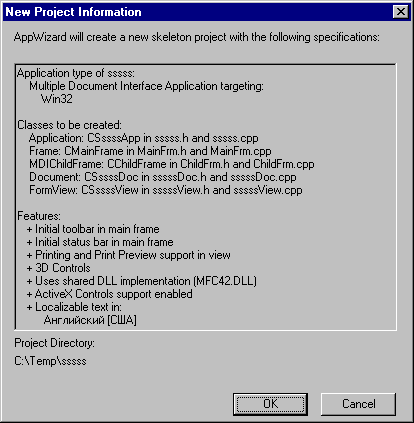 New Project Information
AppWizard will create a new skeleton project with the following specifications:
Application type of sssss:
Multiple Document Interface Application targeting:
Win32
Classes to be created:
Application: CSssssApp in sssss.h and sssss.cpp
Frame: CMainFrame in MainFrm.h and MainFrm.cpp
MDIChildFrame: CChildFrame in ChildFrm.h and ChildFrm.cpp
Document: CSssssDoc in sssssDoc.h and sssssDoc.cpp
FormView: CSssssView in sssssView.h and sssssView.cpp
Features:
+ Initial toolbar in main frame
+ Initial status bar in main frame
+ Printing and Print Preview support in view
+ 3D Controls
+ Uses shared DLL implementation (MFC42.DLL)
+ ActiveX Controls support enabled
+ Localizable text in:
Английский [США]
Project Directory:
C:\Temp\sssss
OK Cancel